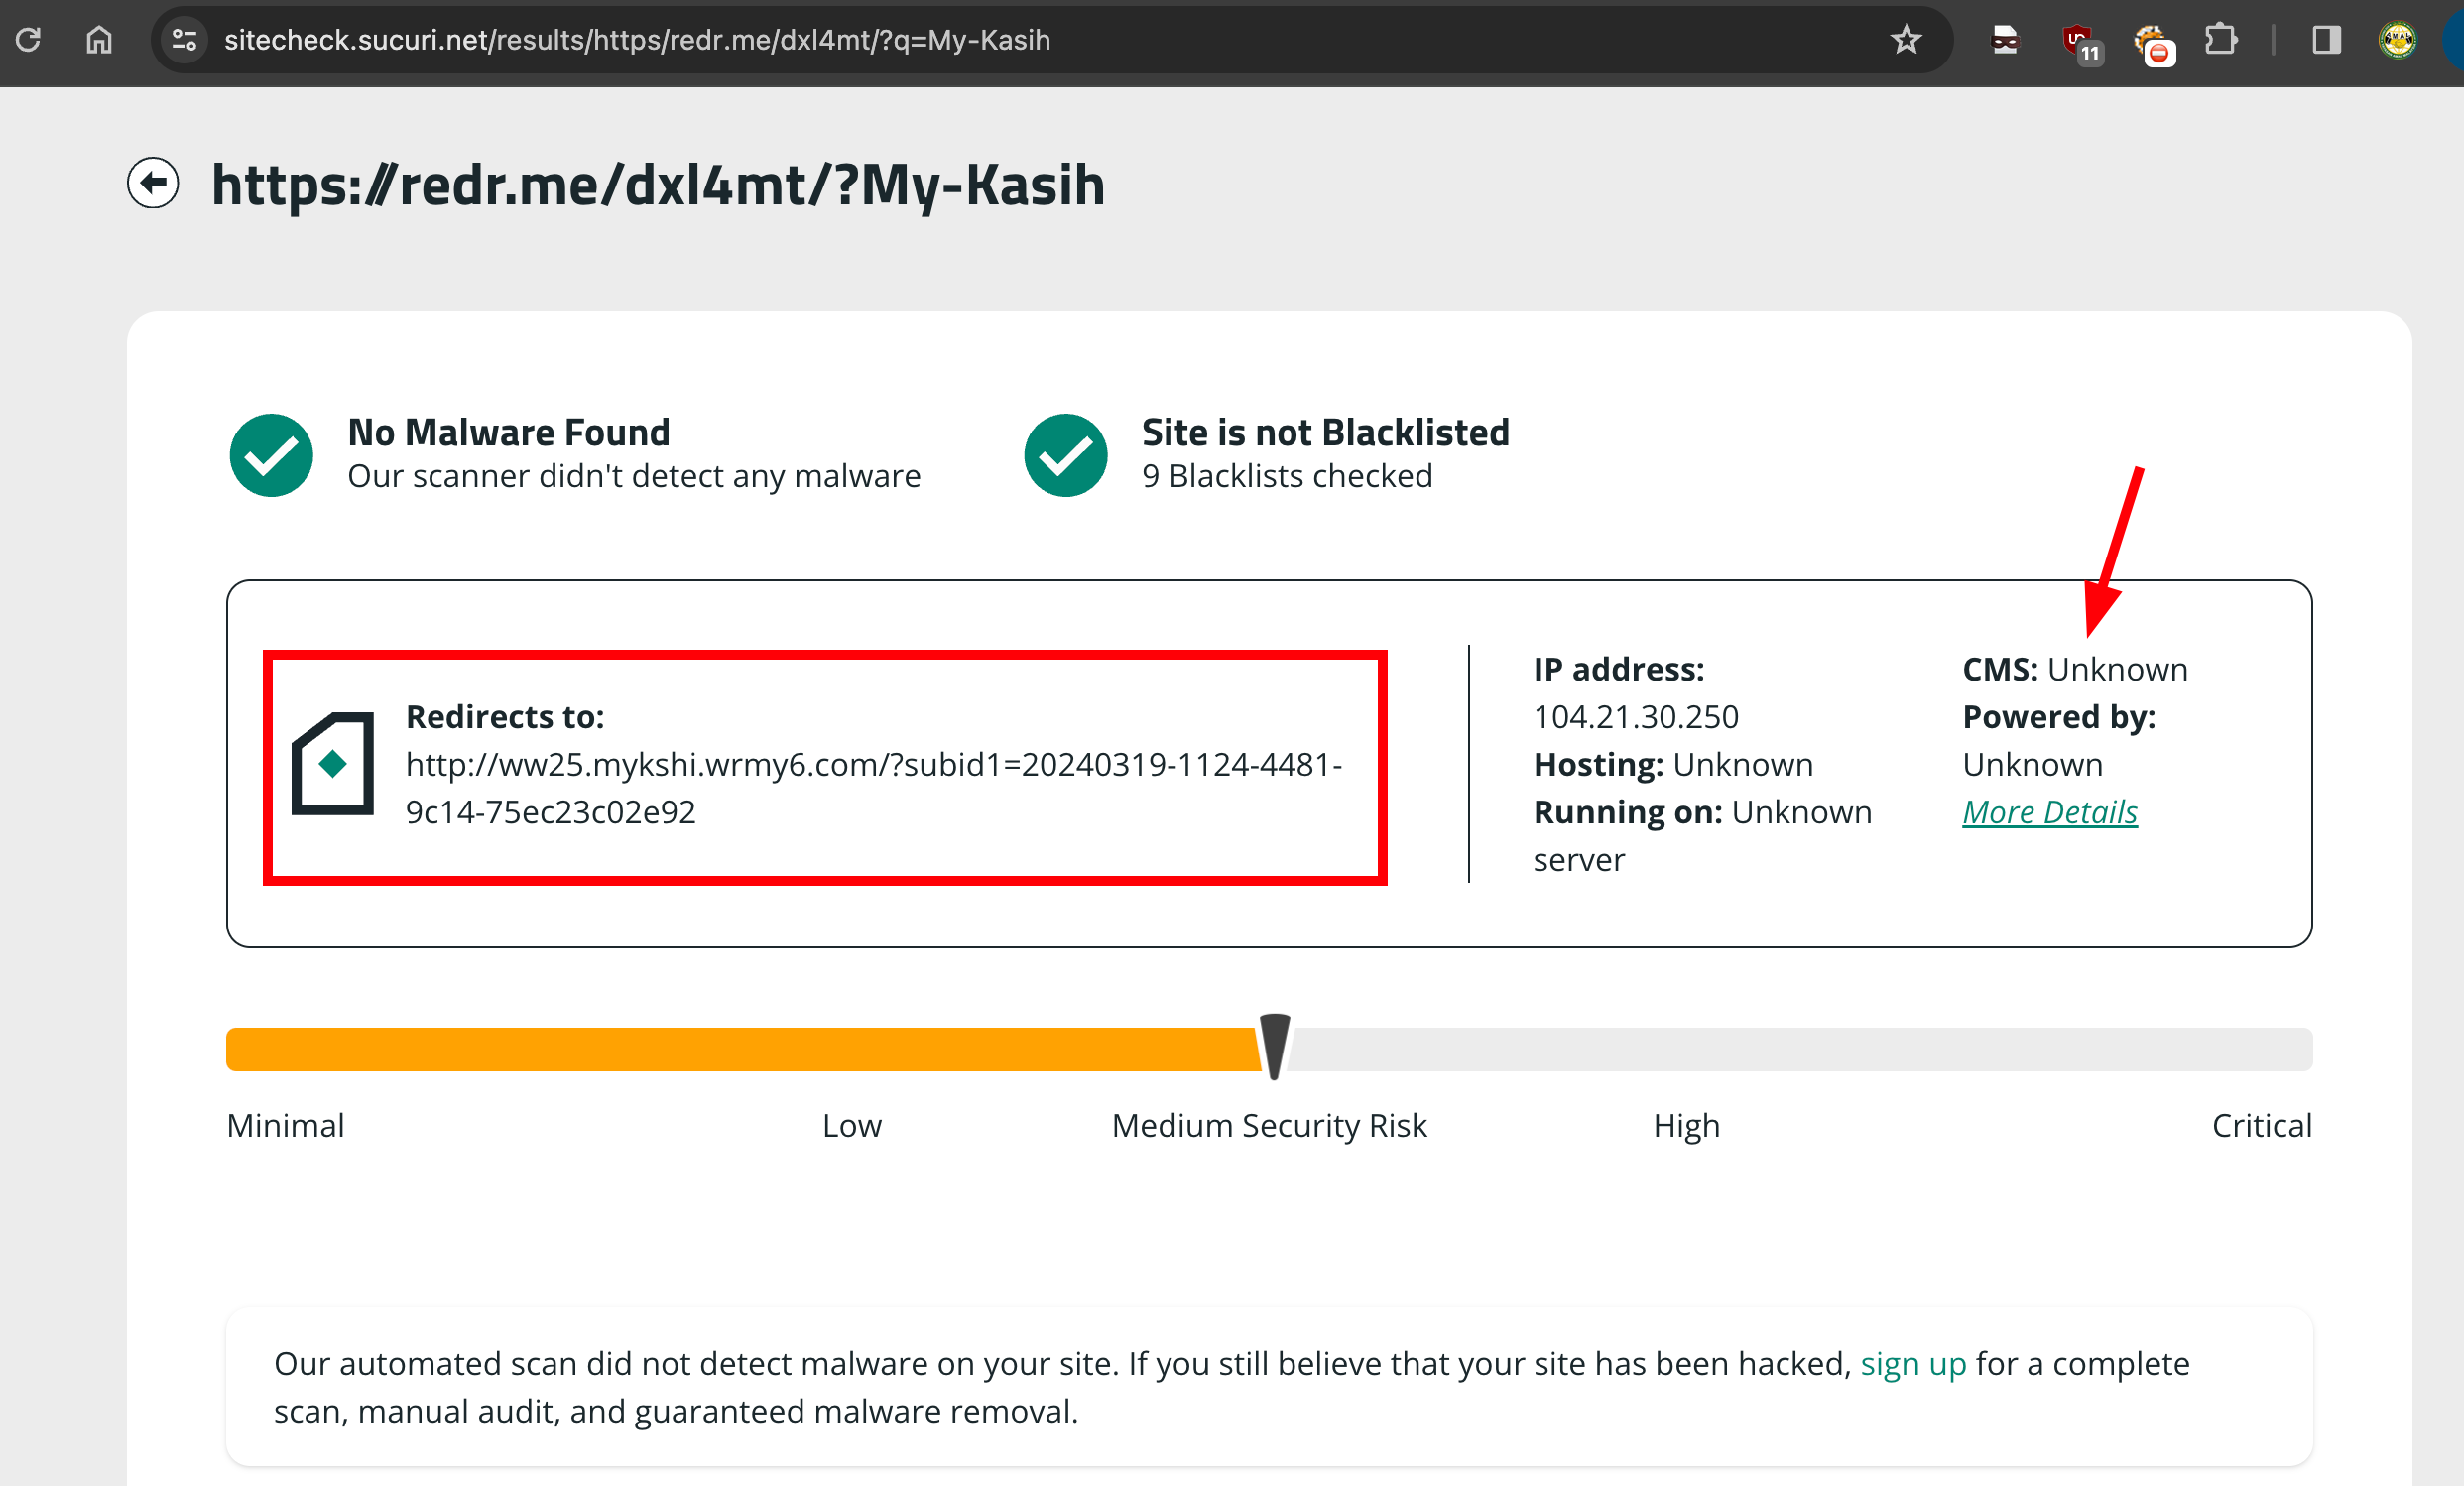 sitecheck.sucuri.net/results/https/redr.me/dxl4mt/?q=My-Kasih
11
https://redr.me/dxl4mt/?My-Kasih
No Malware Found
Our scanner didn't detect any malware
Site is not Blacklisted
9 Blacklists checked
Redirects to:
http://ww25.mykshi.wrmy6.com/?subid1=20240319-1124-4481-
9c14-75ec23c02e92
IP address:
104.21.30.250
Hosting: Unknown
Running on: Unknown
server
CMS: Unknown
Powered by:
Unknown
More Details
Minimal
Low
Medium Security Risk
High
Critical
Our automated scan did not detect malware on your site. If you still believe that your site has been hacked, sign up for a complete
scan, manual audit, and guaranteed malware removal.